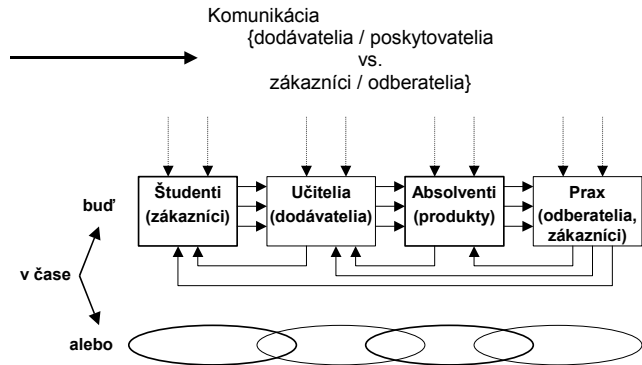 Komunikácia
{dodávatelia / poskytovatelia
vs.
zákazníci / odberatelia}
buď
Študenti
(zákazníci)
Učitelia
(dodávatelia)
Absolventi
(produkty)
Prax
(odberatelia,
zákazníci)
v čase
alebo